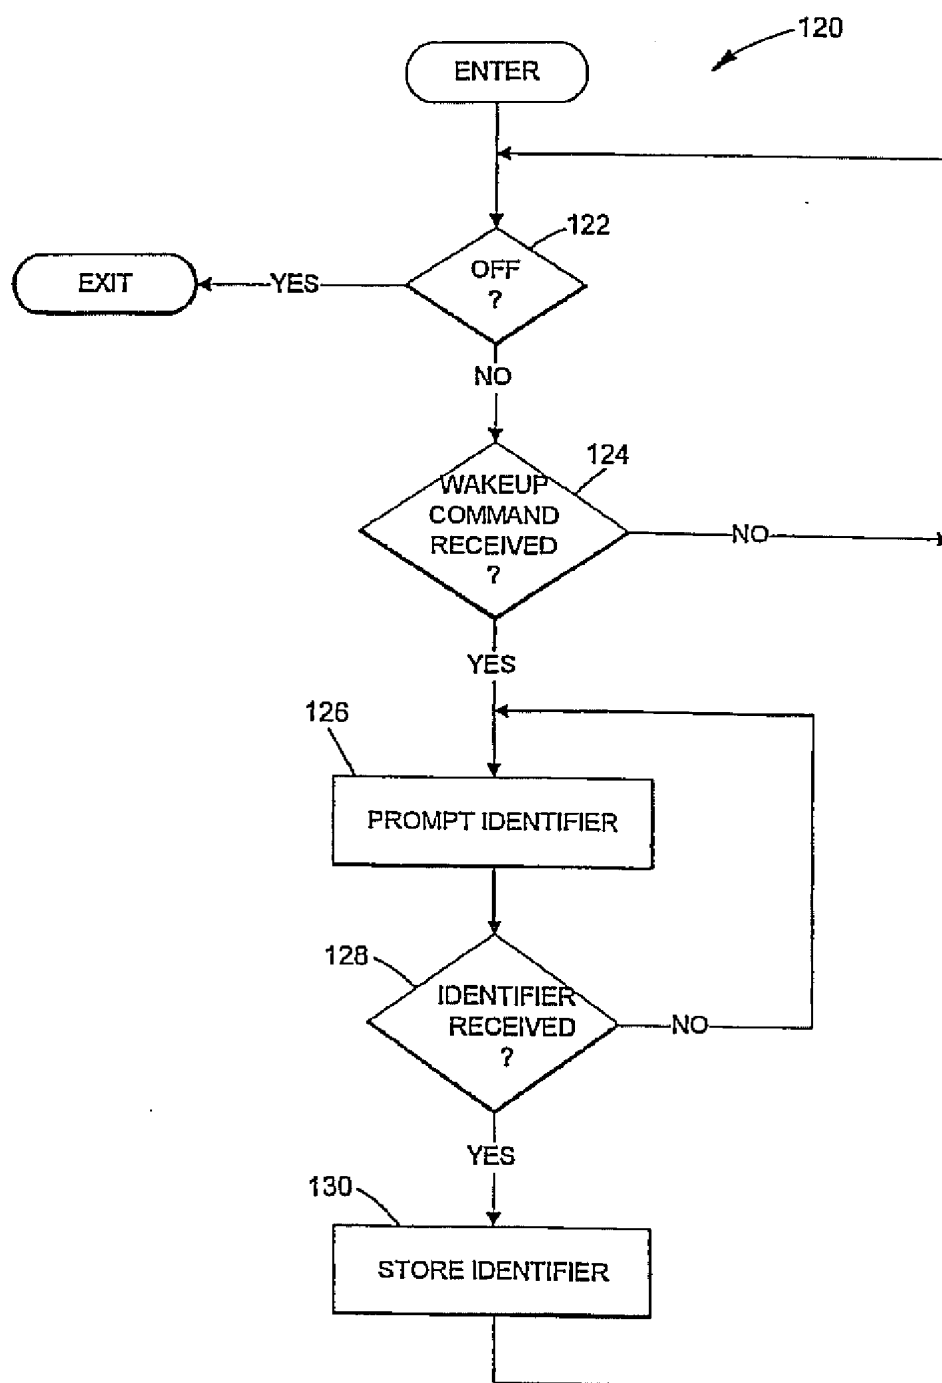 120
ENTER
122
OFF
?
EXIT
YES
NO
124
WAKEUP
COMMAND
RECEIVED
?
NO
YES
126
PROMPT IDENTIFIER
128
IDENTIFIER
RECEIVED
?
NO
YES
130
STORE IDENTIFIER